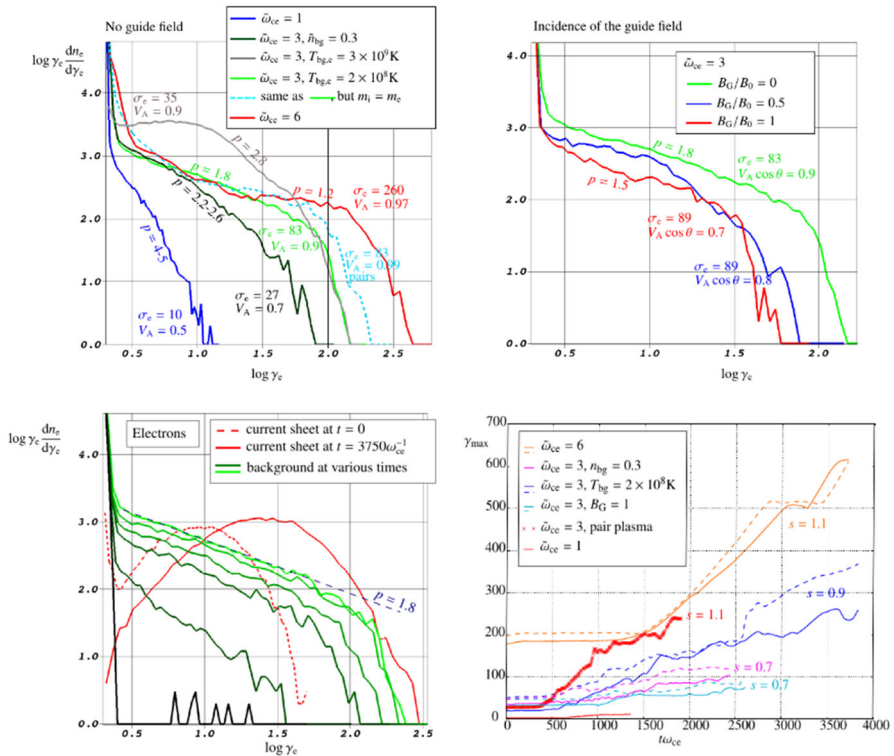 No guide field
log γe dne/dγe
ω̃ce = 1
ω̃ce = 3, ñbg = 0.3
ω̃ce = 3, Tbg,e = 3 × 10⁹K
ω̃ce = 3, Tbg,e = 2 × 10⁸K
same as but mi = me
ω̃ce = 6
σe = 35
VA = 0.9
p = 2.8
p = 1.8
p = 1.2
p = 2.2-2.6
p = 4-5
σe = 260
VA = 0.97
σe = 83
VA = 0.9
σe = 83
VA = 0.99
pairs
σe = 27
VA = 0.7
σe = 10
VA = 0.5
4.0
3.0
2.0
1.0
0.0
0.5 1.0 1.5 2.0 2.5
log γe
Incidence of the guide field
ω̃ce = 3
BG/B0 = 0
BG/B0 = 0.5
BG/B0 = 1
p = 1.8
p = 1.5
σe = 83
VA cos θ = 0.9
σe = 89
VA cos θ = 0.7
σe = 89
VA cos θ = 0.8
4.0
3.0
2.0
1.0
0.0
0.5 1.0 1.5 2.0
log γe
log γe dne/dγe
Electrons
current sheet at t = 0
current sheet at t = 3750ωce⁻¹
background at various times
p = 1.8
4.0
3.0
2.0
1.0
0.0
0.5 1.0 1.5 2.0 2.5
log γe
γmax
ω̃ce = 6
ω̃ce = 3, nbg = 0.3
ω̃ce = 3, Tbg = 2 × 10⁸K
ω̃ce = 3, BG = 1
ω̃ce = 3, pair plasma
ω̃ce = 1
s = 1.1
s = 0.9
s = 1.1
s = 0.7
s = 0.7
700
600
500
400
300
200
100
0
0 500 1000 1500 2000 2500 3000 3500 4000
tωce